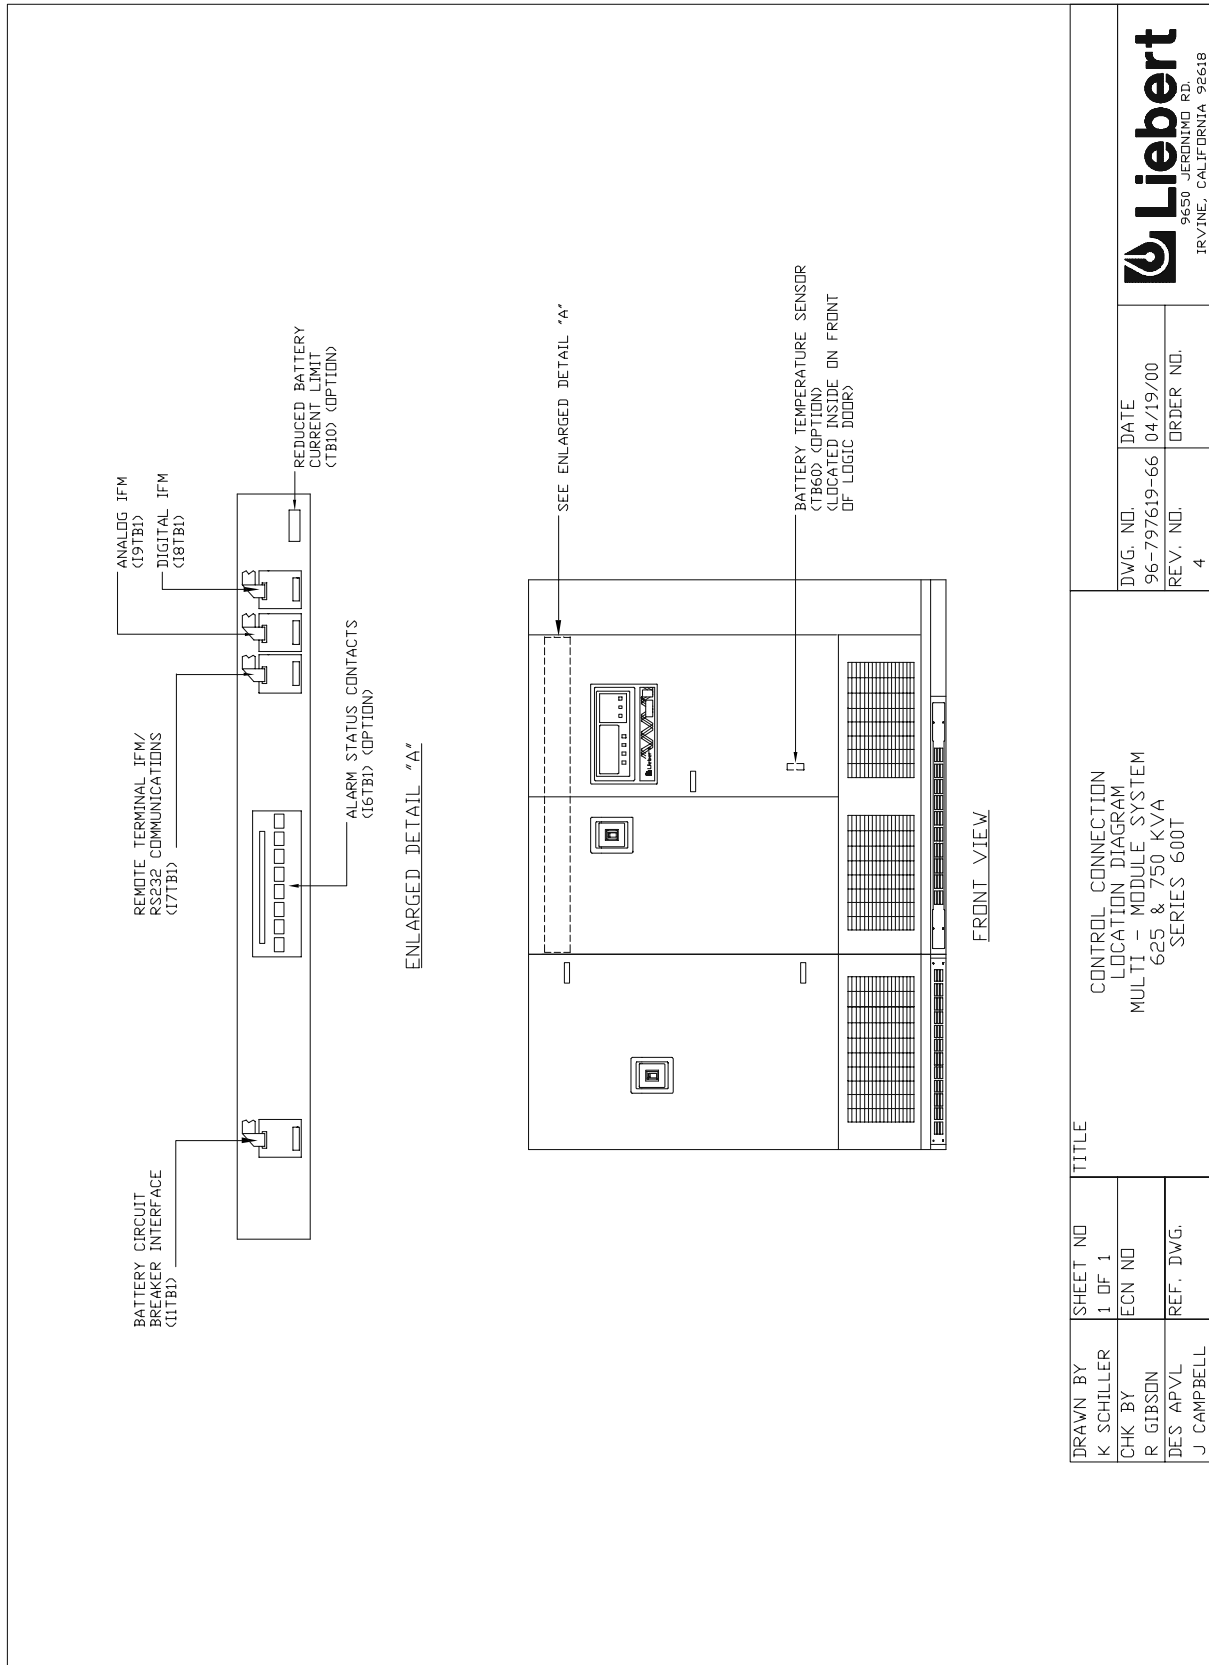 BATTERY CIRCUIT
BREAKER INTERFACE
(I1TB1)
REMOTE TERMINAL IFM/
RS232 COMMUNICATIONS
(I7TB1)
ANALOG IFM
(I9TB1)
DIGITAL IFM
(I8TB1)
REDUCED BATTERY
CURRENT LIMIT
(TB10) (OPTION)
ALARM STATUS CONTACTS
(I6TB1) (OPTION)
ENLARGED DETAIL "A"
SEE ENLARGED DETAIL "A"
Liebert
BATTERY TEMPERATURE SENSOR
(TB60) (OPTION)
(LOCATED INSIDE ON FRONT
OF LOGIC DOOR)
FRONT VIEW
DRAWN BY
K SCHILLER
CHK BY
R GIBSON
DES APVL
J CAMPBELL
SHEET NO
1 OF 1
ECN NO
REF. DWG.
TITLE
CONTROL CONNECTION
LOCATION DIAGRAM
MULTI - MODULE SYSTEM
625 & 750 KVA
SERIES 600T
DWG. NO.
96-797619-66
REV. NO.
4
DATE
04/19/00
ORDER NO.
Liebert
9650 JERONIMO RD.
IRVINE, CALIFORNIA 92618